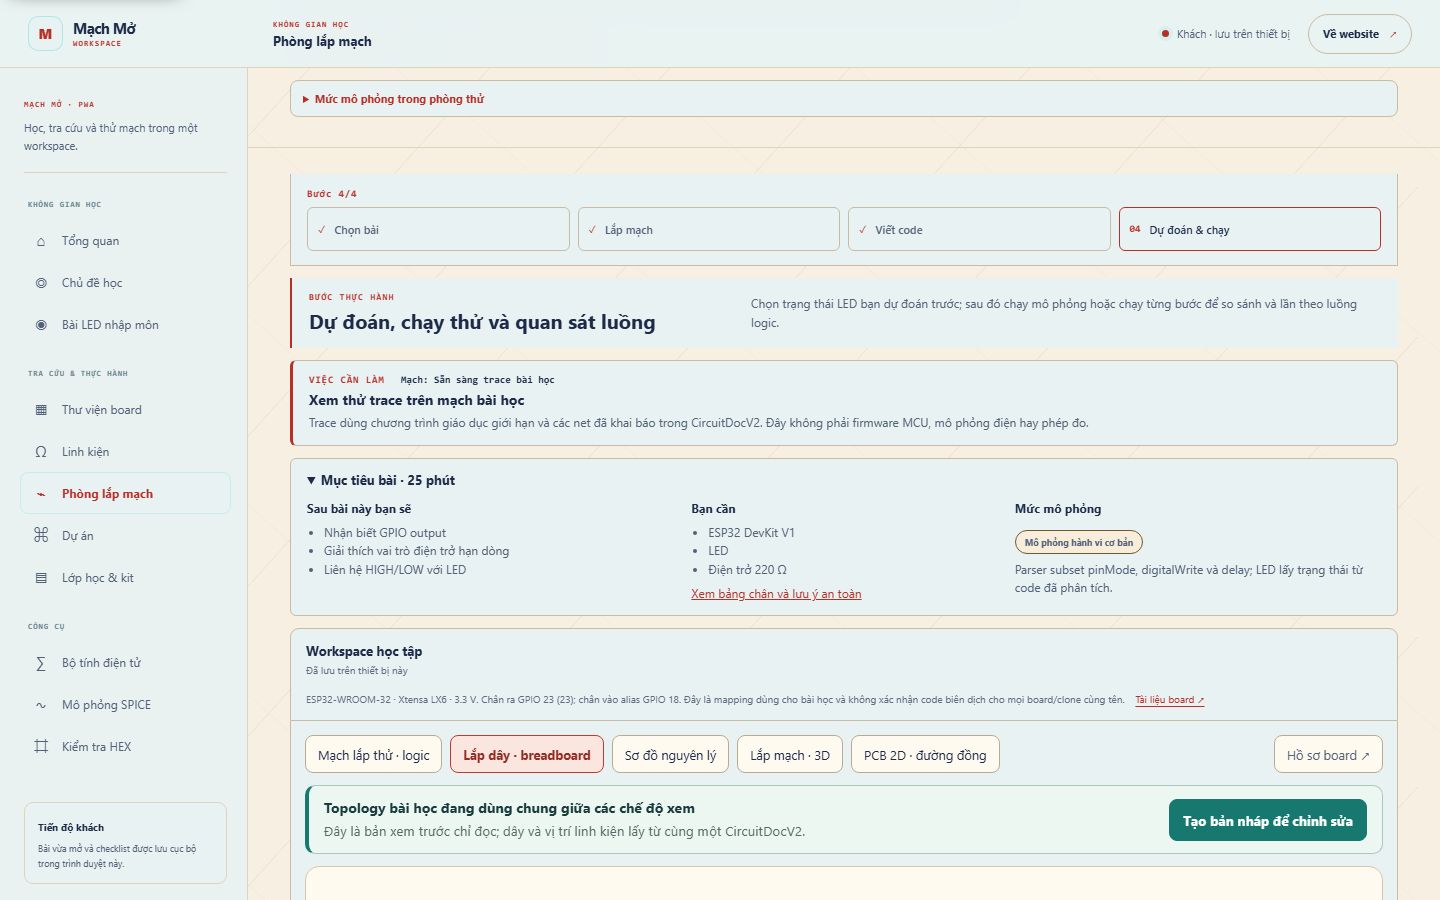 M
Mạch Mở
WORKSPACE
KHÔNG GIAN HỌC
Phòng lắp mạch
Khách · lưu trên thiết bị
Về website ↗
MẠCH MỞ · PWA
Học, tra cứu và thử mạch trong một
workspace.
KHÔNG GIAN HỌC
Tổng quan
Chủ đề học
Bài LED nhập môn
TRA CỨU & THỰC HÀNH
Thư viện board
Linh kiện
Phòng lắp mạch
Dự án
Lớp học & kit
CÔNG CỤ
Bộ tính điện tử
Mô phỏng SPICE
Kiểm tra HEX
Tiến độ khách
Bài vừa mở và checklist được lưu cục bộ
trong trình duyệt này.
Mức mô phỏng trong phòng thử
Bước 4/4
✓ Chọn bài
✓ Lắp mạch
✓ Viết code
04 Dự đoán & chạy
BƯỚC THỰC HÀNH
Dự đoán, chạy thử và quan sát luồng
Chọn trạng thái LED bạn dự đoán trước; sau đó chạy mô phỏng hoặc chạy từng bước để so sánh và lần theo luồng
logic.
VIỆC CẦN LÀM Mạch: Sẵn sàng trace bài học
Xem thử trace trên mạch bài học
Trace dùng chương trình giáo dục giới hạn và các net đã khai báo trong CircuitDocV2. Đây không phải firmware MCU, mô phỏng điện hay phép đo.
Mục tiêu bài · 25 phút
Sau bài này bạn sẽ
• Nhận biết GPIO output
• Giải thích vai trò điện trở hạn dòng
• Liên hệ HIGH/LOW với LED
Bạn cần
• ESP32 DevKit V1
• LED
• Điện trở 220 Ω
Xem bảng chân và lưu ý an toàn
Mức mô phỏng
Mô phỏng hành vi cơ bản
Parser subset pinMode, digitalWrite và delay; LED lấy trạng thái từ
code đã phân tích.
Workspace học tập
Đã lưu trên thiết bị này
ESP32-WROOM-32 · Xtensa LX6 · 3.3 V. Chân ra GPIO 23 (23); chân vào alias GPIO 18. Đây là mapping dùng cho bài học và không xác nhận code biên dịch cho mọi board/clone cùng tên. Tài liệu board ↗
Mạch lắp thử · logic
Lắp dây · breadboard
Sơ đồ nguyên lý
Lắp mạch · 3D
PCB 2D · đường đồng
Hồ sơ board ↗
Topology bài học đang dùng chung giữa các chế độ xem
Đây là bản xem trước chỉ đọc; dây và vị trí linh kiện lấy từ cùng một CircuitDocV2.
Tạo bản nháp để chỉnh sửa